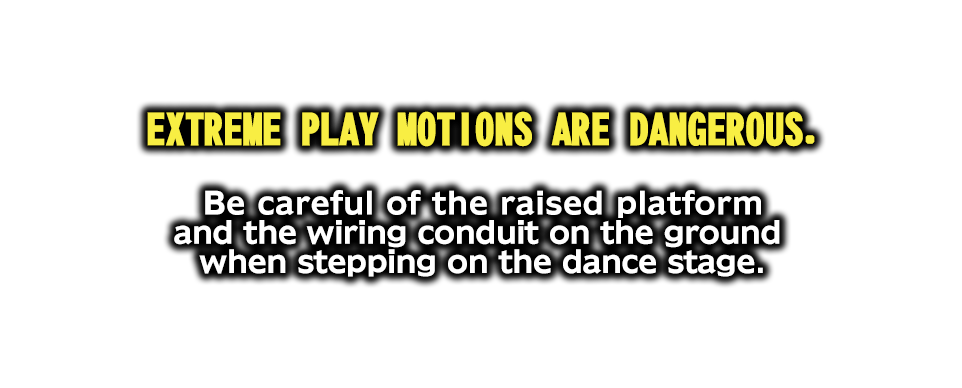 EXTREME PLAY MOTIONS ARE DANGEROUS.
Be careful of the raised platform
and the wiring conduit on the ground
when stepping on the dance stage.